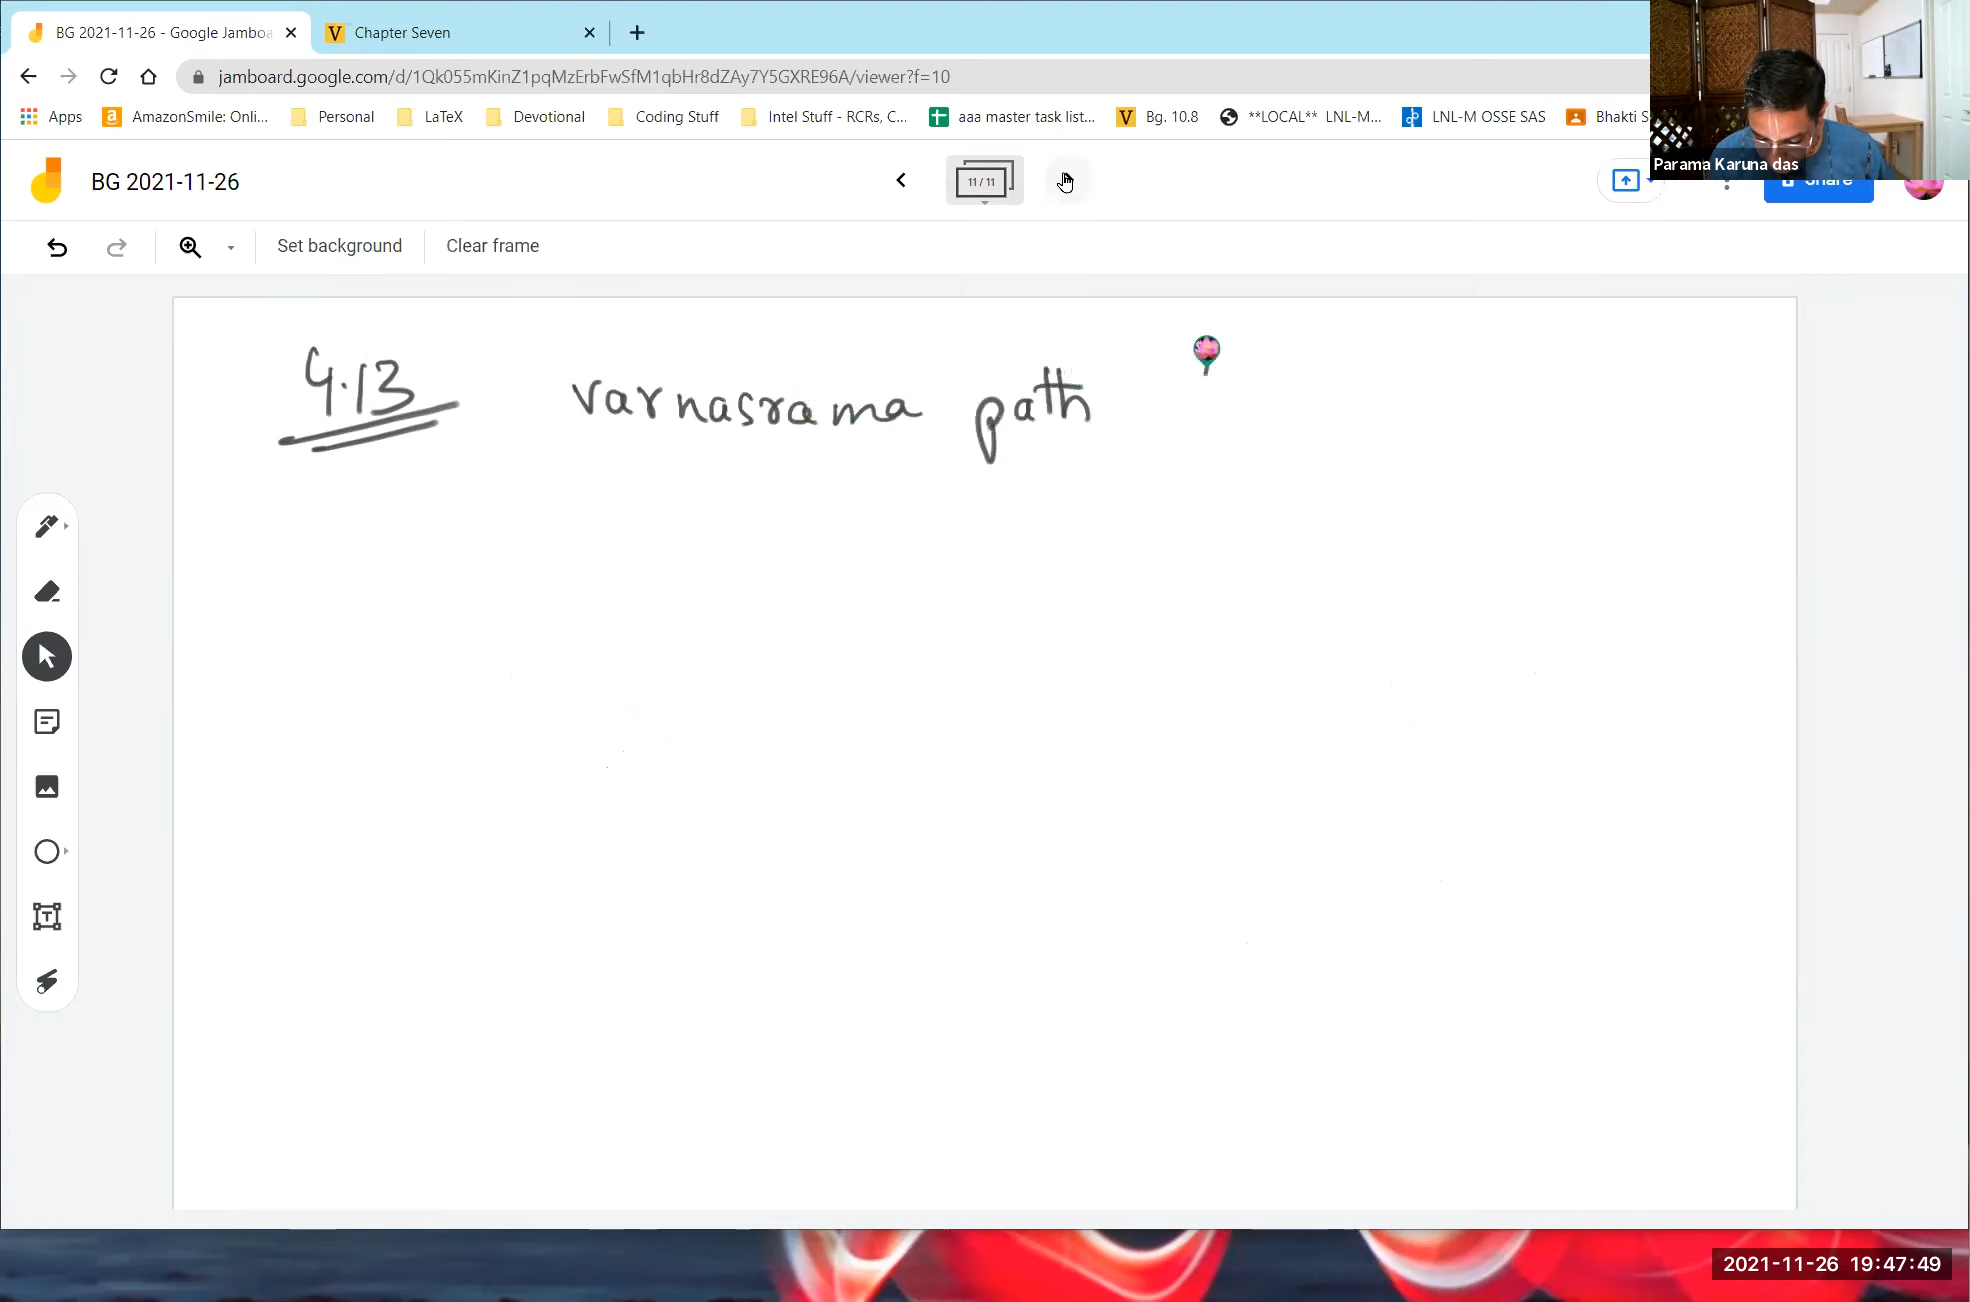 BG 2021-11-26 - Google Jamboa
Chapter Seven
jamboard.google.com/d/1Qk055mKinZ1pqMzErbFwSfM1qbHr8dZAy7Y5GXRE96A/viewer?f=10
Apps AmazonSmile: Onli... Personal LaTeX Devotional Coding Stuff Intel Stuff - RCRs, C... aaa master task list... Bg. 10.8 **LOCAL** LNL-M... LNL-M OSSE SAS Bhakti S
Parama Karuna das
BG 2021-11-26
11 / 11
Share
Set background Clear frame
4.13 varnasrama path
2021-11-26 19:47:49